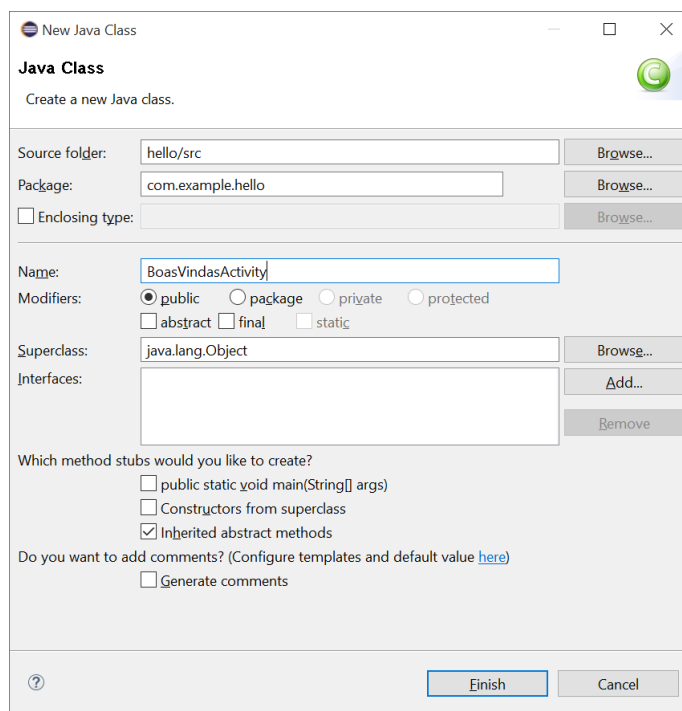 New Java Class
Java Class
Create a new Java class.
Source folder: hello/src Browse...
Package: com.example.hello Browse...
Enclosing type: Browse...
Name: BoasVindasActivity
Modifiers: public package private protected
abstract final static
Superclass: java.lang.Object Browse...
Interfaces: Add...
Remove
Which method stubs would you like to create?
public static void main(String[] args)
Constructors from superclass
Inherited abstract methods
Do you want to add comments? (Configure templates and default value here)
Generate comments
? Finish Cancel